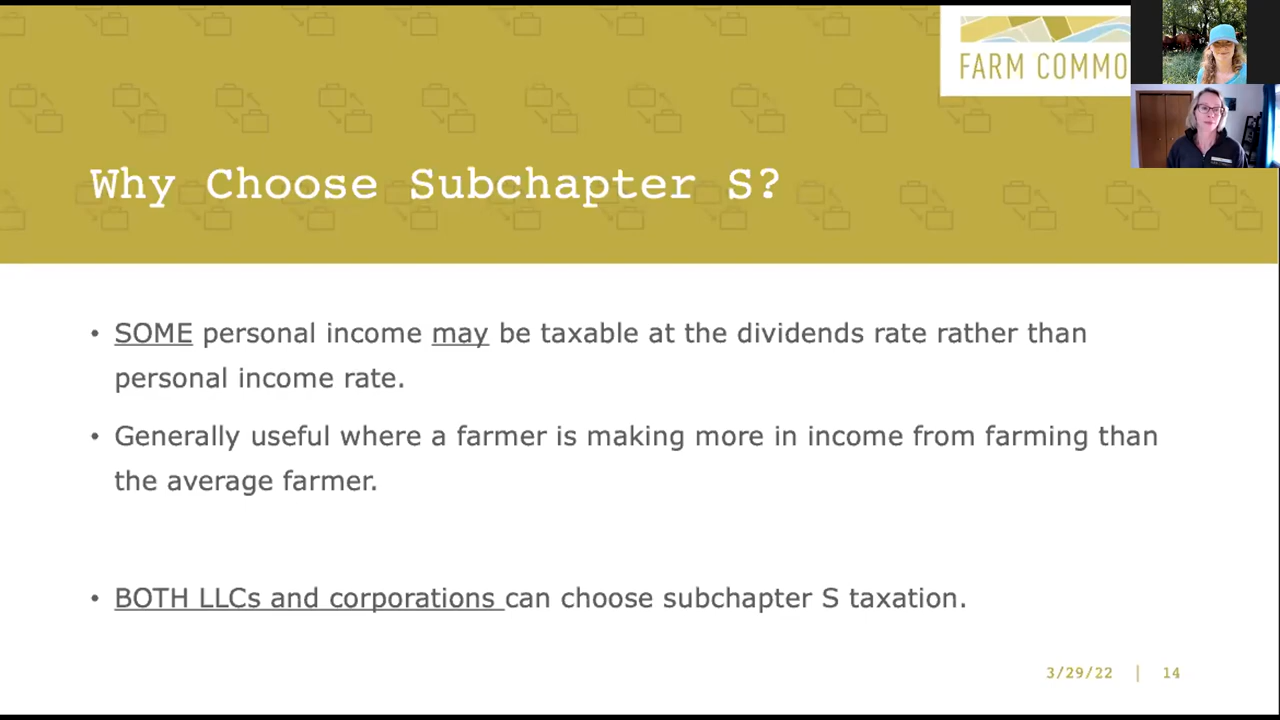 FARM COMMO
Why Choose Subchapter S?
• SOME personal income may be taxable at the dividends rate rather than
personal income rate.
• Generally useful where a farmer is making more in income from farming than
the average farmer.
• BOTH LLCs and corporations can choose subchapter S taxation.
3/29/22 | 14